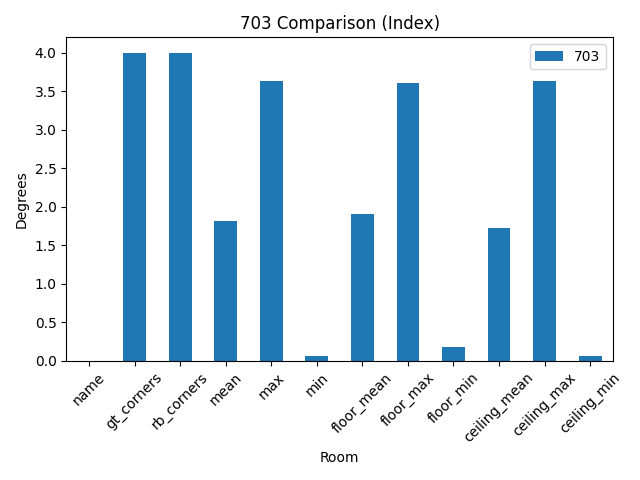 703 Comparison (Index)
703
Degrees
4.0
3.5
3.0
2.5
2.0
1.5
1.0
0.5
0.0
name
gt_corners
rb_corners
mean
max
min
floor_mean
floor_max
floor_min
ceiling_mean
ceiling_max
ceiling_min
Room